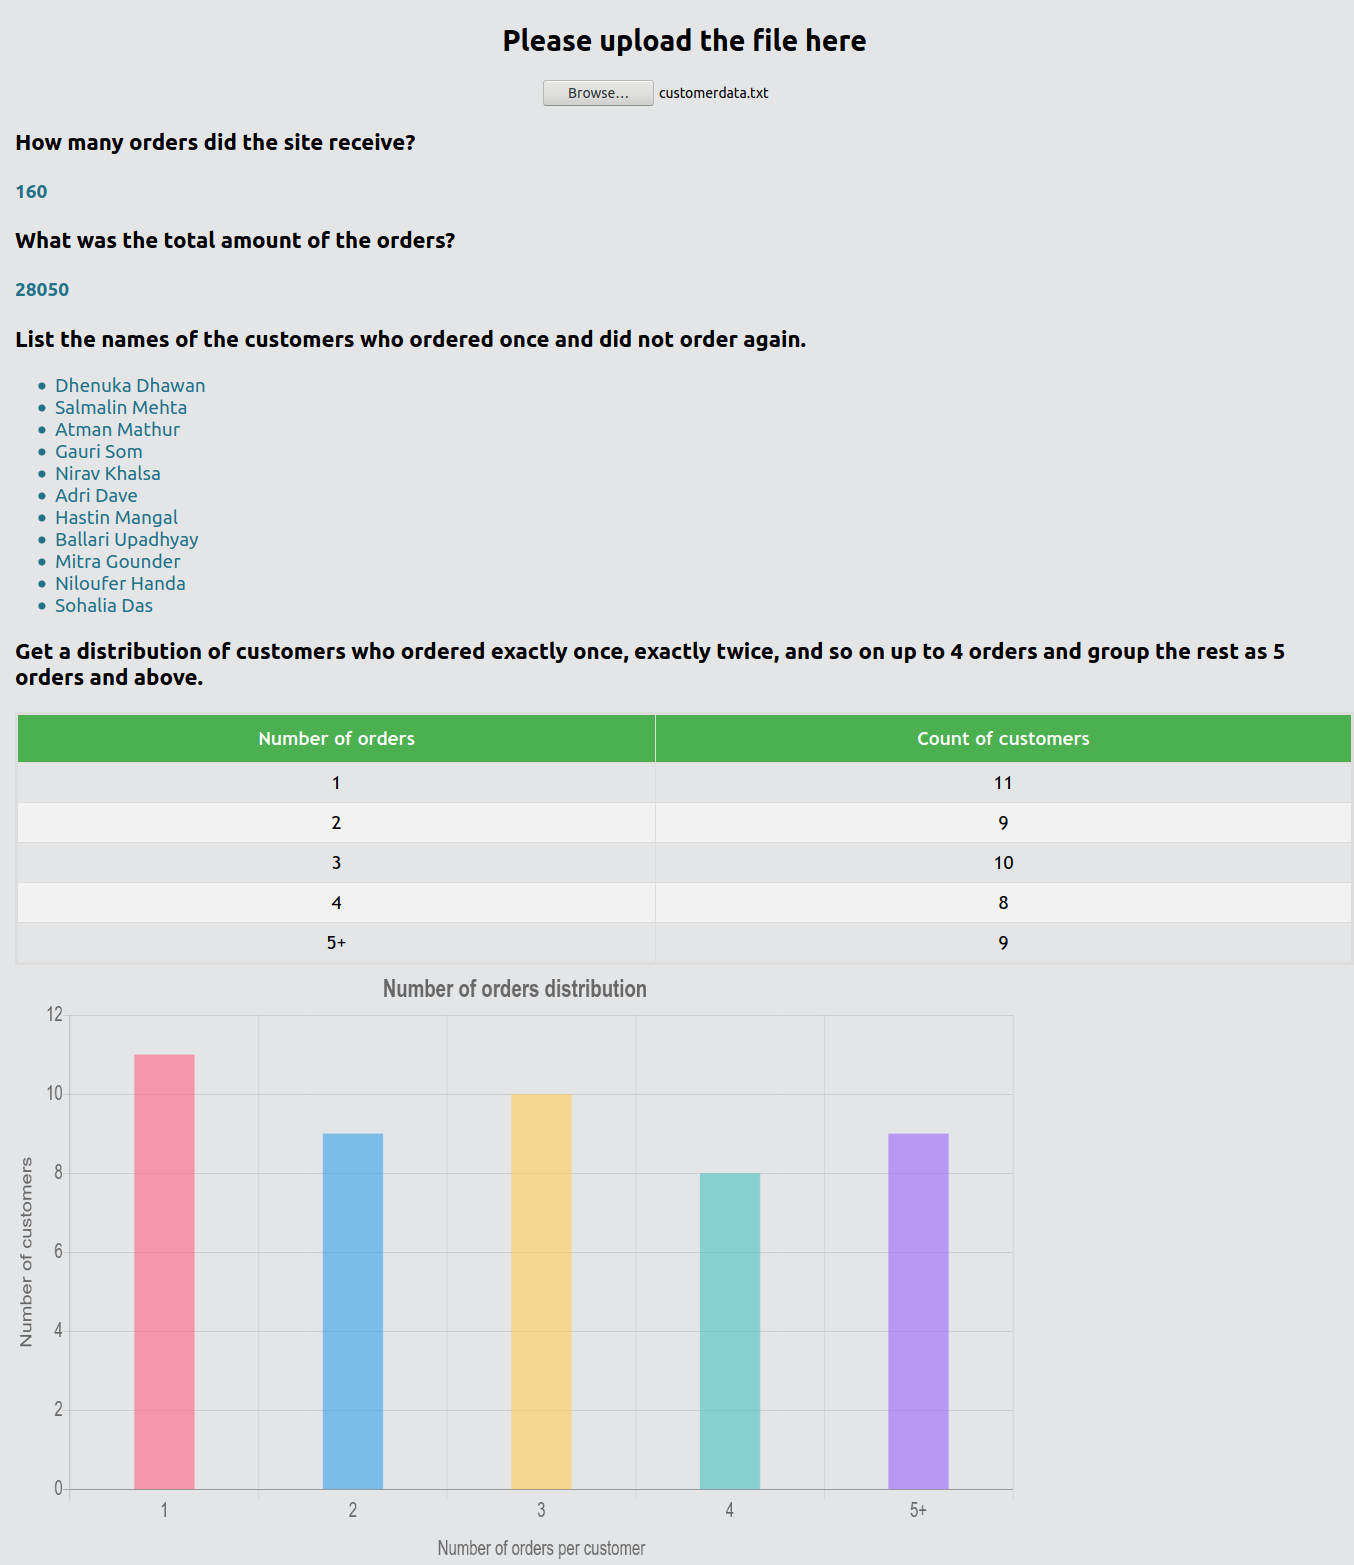 Please upload the file here
Browse... customerdata.txt
How many orders did the site receive?
160
What was the total amount of the orders?
28050
List the names of the customers who ordered once and did not order again.
Dhenuka Dhawan
Salmalin Mehta
Atman Mathur
Gauri Som
Nirav Khalsa
Adri Dave
Hastin Mangal
Ballari Upadhyay
Mitra Gounder
Niloufer Handa
Sohalia Das
Get a distribution of customers who ordered exactly once, exactly twice, and so on up to 4 orders and group the rest as 5
orders and above.
Number of orders Count of customers
1 11
2 9
3 10
4 8
5+ 9
Number of orders distribution
Number of customers
12
10
8
6
4
2
0
1 2 3 4 5+
Number of orders per customer